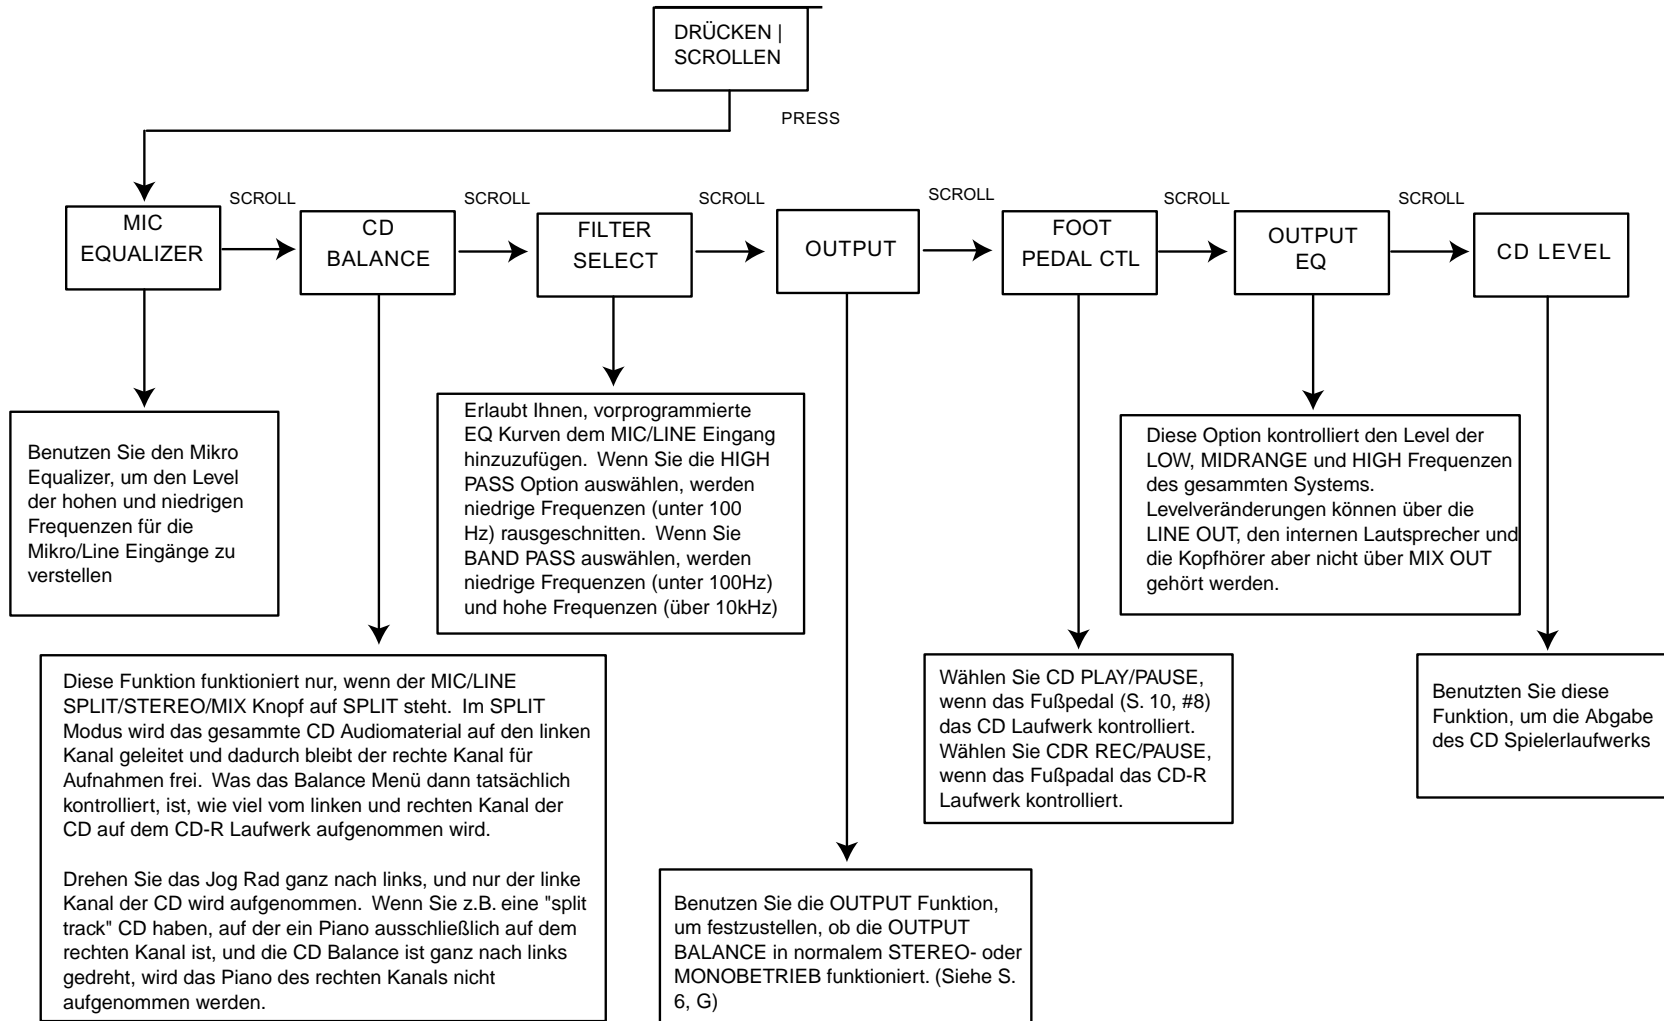 DRÜCKEN |
SCROLLEN
PRESS
SCROLL
SCROLL
SCROLL
SCROLL
SCROLL
SCROLL
MIC
EQUALIZER
CD
BALANCE
FILTER
SELECT
OUTPUT
FOOT
PEDAL CTL
OUTPUT
EQ
CD LEVEL
Benutzen Sie den Mikro
Equalizer, um den Level
der hohen und niedrigen
Frequenzen für die
Mikro/Line Eingänge zu
verstellen
Diese Funktion funktioniert nur, wenn der MIC/LINE
SPLIT/STEREO/MIX Knopf auf SPLIT steht.  Im SPLIT
Modus wird das gesammte CD Audiomaterial auf den linken
Kanal geleitet und dadurch bleibt der rechte Kanal für
Aufnahmen frei.  Was das Balance Menü dann tatsächlich
kontrolliert, ist, wie viel vom linken und rechten Kanal der
CD auf dem CD-R Laufwerk aufgenommen wird.
Drehen Sie das Jog Rad ganz nach links, und nur der linke
Kanal der CD wird aufgenommen.  Wenn Sie z.B. eine "split
track" CD haben, auf der ein Piano ausschließlich auf dem
rechten Kanal ist, und die CD Balance ist ganz nach links
gedreht, wird das Piano des rechten Kanals nicht
aufgenommen werden.
Erlaubt Ihnen, vorprogrammierte
EQ Kurven dem MIC/LINE Eingang
hinzuzufügen.  Wenn Sie die HIGH
PASS Option auswählen, werden
niedrige Frequenzen (unter 100
Hz) rausgeschnitten.  Wenn Sie
BAND PASS auswählen, werden
niedrige Frequenzen (unter 100Hz)
und hohe Frequenzen (über 10kHz)
Benutzen Sie die OUTPUT Funktion,
um festzustellen, ob die OUTPUT
BALANCE in normalem STEREO- oder
MONOBETRIEB funktioniert. (Siehe S.
6, G)
Wählen Sie CD PLAY/PAUSE,
wenn das Fußpedal (S. 10, #8)
das CD Laufwerk kontrolliert.
Wählen Sie CDR REC/PAUSE,
wenn das Fußpadal das CD-R
Laufwerk kontrolliert.
Diese Option kontrolliert den Level der
LOW, MIDRANGE und HIGH Frequenzen
des gesammten Systems.
Levelveränderungen können über die
LINE OUT, den internen Lautsprecher und
die Kopfhörer aber nicht über MIX OUT
gehört werden.
Benutzten Sie diese
Funktion, um die Abgabe
des CD Spielerlaufwerks